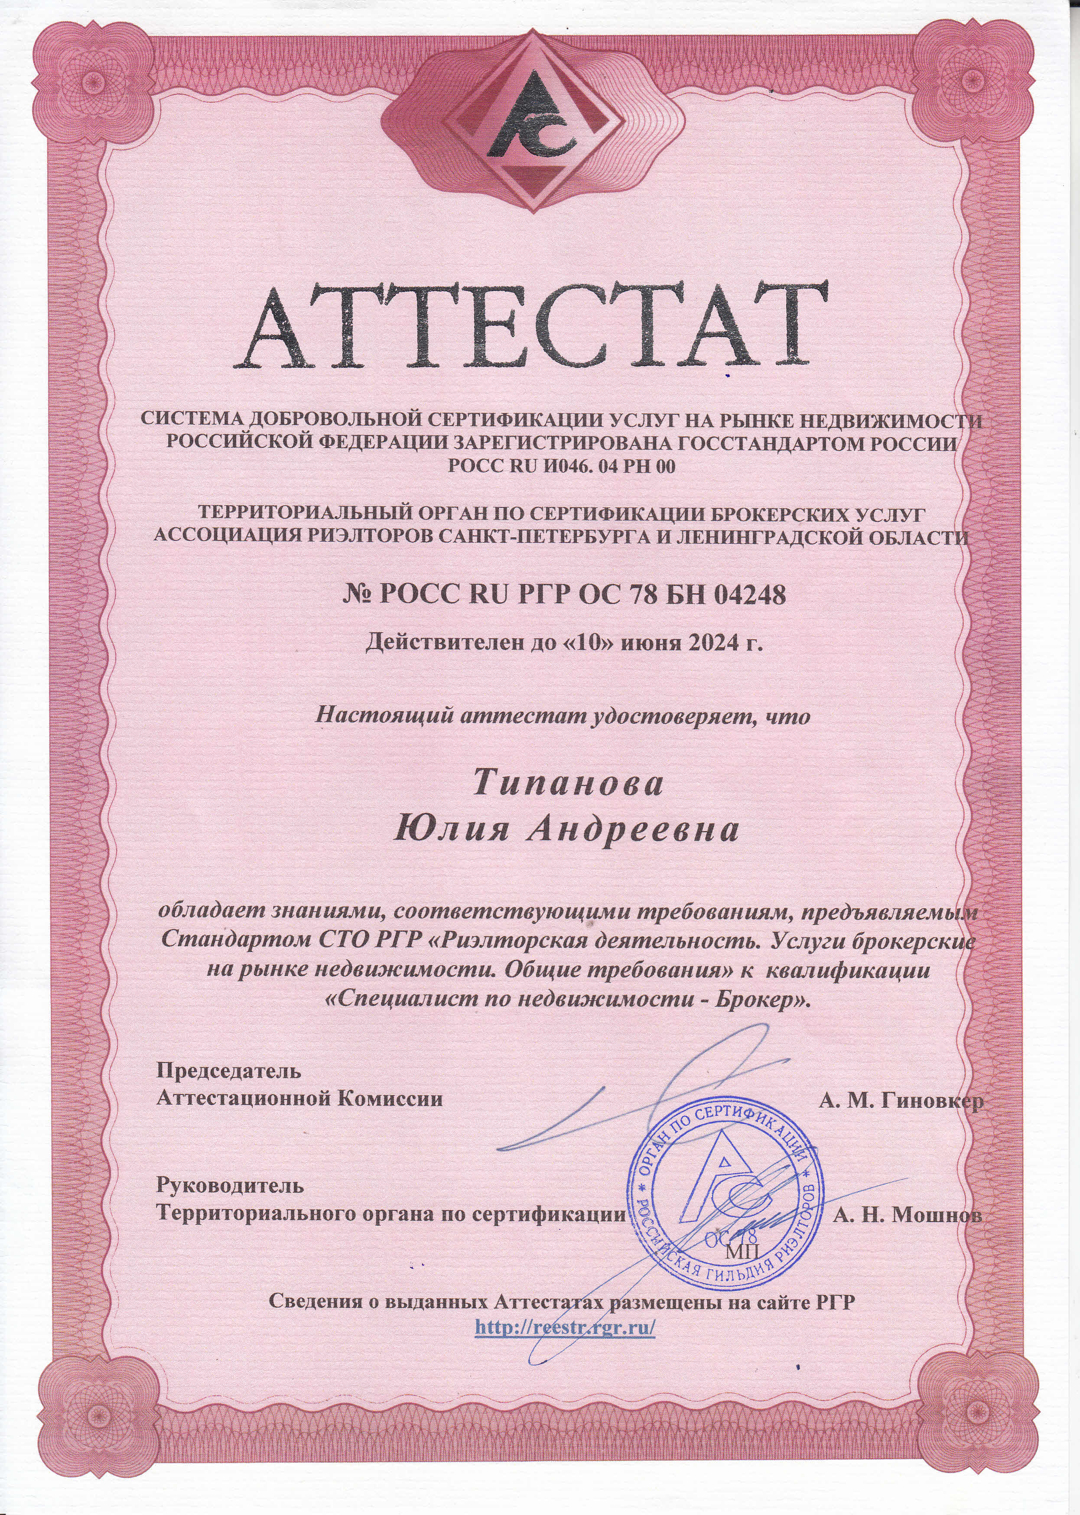 АТТЕСТАТ
СИСТЕМА ДОБРОВОЛЬНОЙ СЕРТИФИКАЦИИ УСЛУГ НА РЫНКЕ НЕДВИЖИМОСТИ
РОССИЙСКОЙ ФЕДЕРАЦИИ ЗАРЕГИСТРИРОВАНА ГОССТАНДАРТОМ РОССИИ
РОСС RU И046. 04 РН 00
ТЕРРИТОРИАЛЬНЫЙ ОРГАН ПО СЕРТИФИКАЦИИ БРОКЕРСКИХ УСЛУГ
АССОЦИАЦИЯ РИЭЛТОРОВ САНКТ-ПЕТЕРБУРГА И ЛЕНИНГРАДСКОЙ ОБЛАСТИ
№ РОСС RU РГР ОС 78 БН 04248
Действителен до «10» июня 2024 г.
Настоящий аттестат удостоверяет, что
Типанова
Юлия Андреевна
обладает знаниями, соответствующими требованиям, предъявляемым
Стандартом СТО РГР «Риэлторская деятельность. Услуги брокерские
на рынке недвижимости. Общие требования» к квалификации
«Специалист по недвижимости - Брокер».
Председатель
Аттестационной Комиссии
А. М. Гиновкер
Руководитель
Территориального органа по сертификации
А. Н. Мошнов
* ОРГАН ПО СЕРТИФИКАЦИИ *
РОССИЙСКАЯ ГИЛЬДИЯ РИЭЛТОРОВ
ОС 78
МП
Сведения о выданных Аттестатах размещены на сайте РГР
http://reestr.rgr.ru/